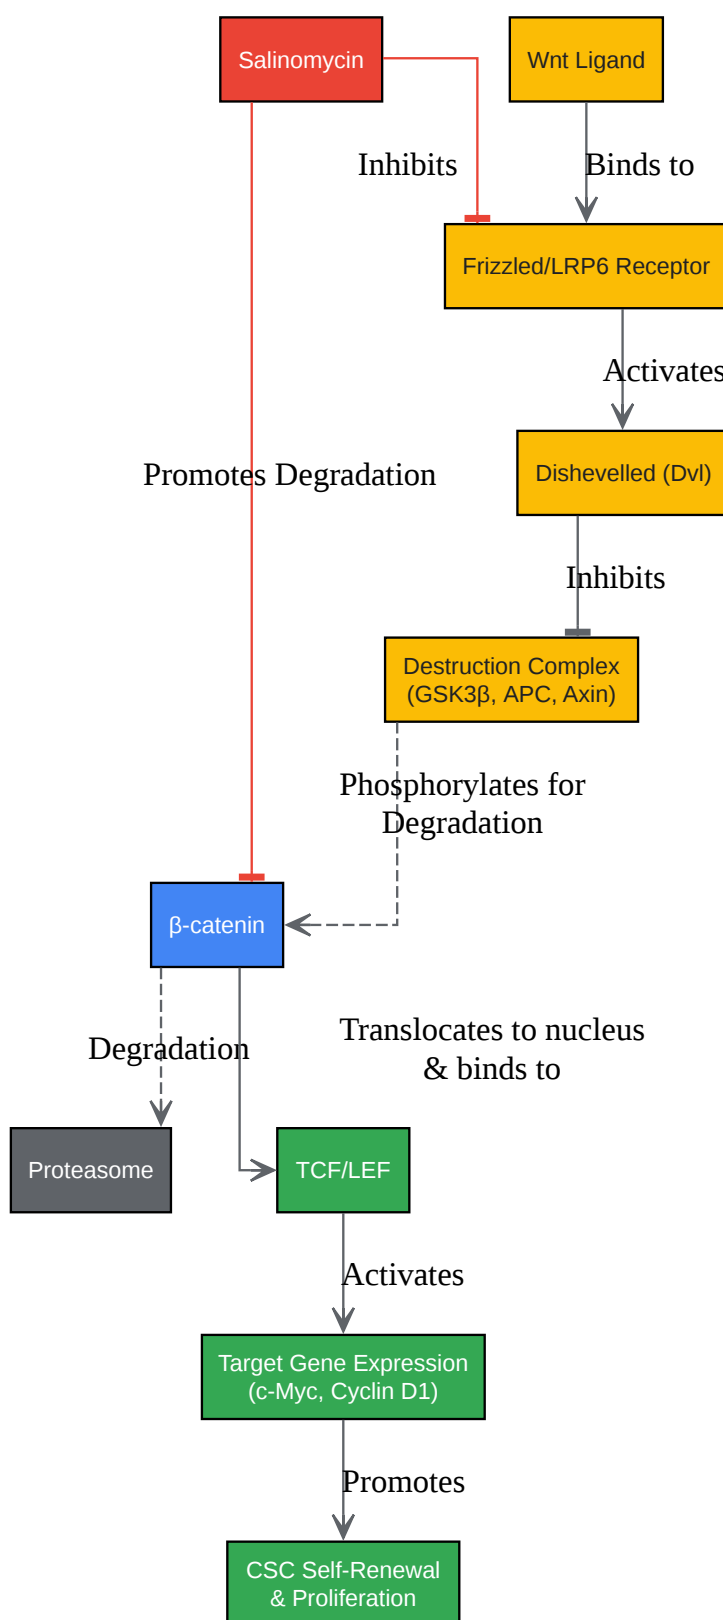 Salinomycin
Wnt Ligand
Inhibits
Binds to
Frizzled/LRP6 Receptor
Activates
Promotes Degradation
Dishevelled (Dvl)
Inhibits
Destruction Complex
(GSK3β, APC, Axin)
Phosphorylates for
Degradation
β-catenin
Degradation
Translocates to nucleus
& binds to
Proteasome
TCF/LEF
Activates
Target Gene Expression
(c-Myc, Cyclin D1)
Promotes
CSC Self-Renewal
& Proliferation